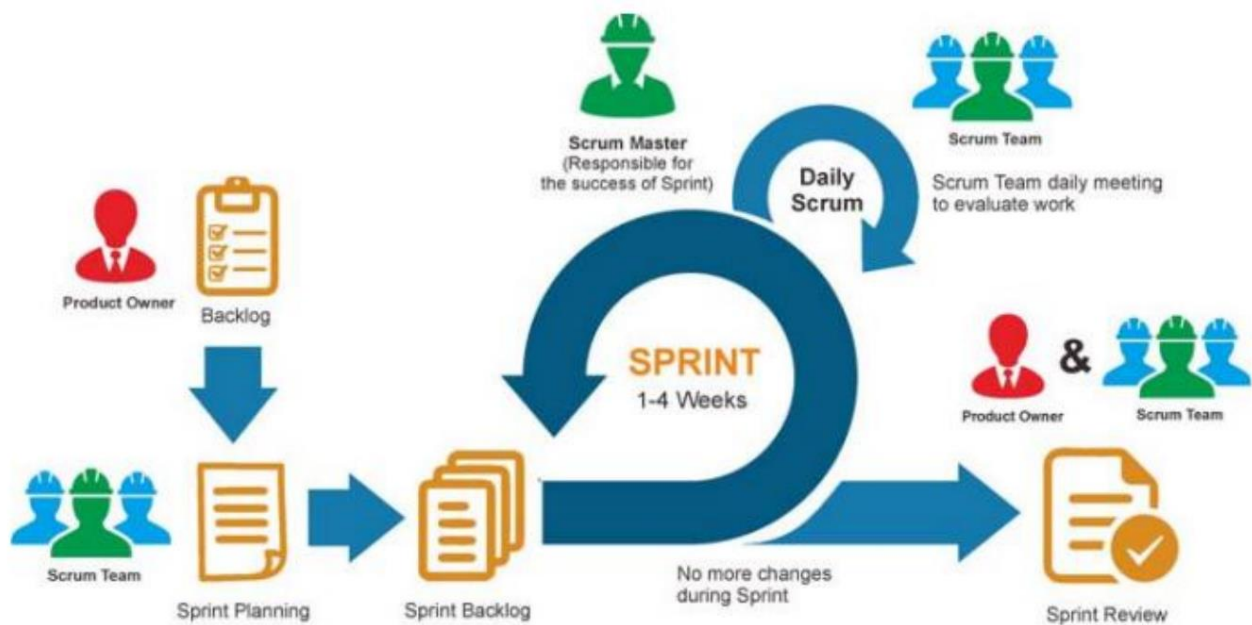 Scrum Master
(Responsible for
the success of Sprint)
Scrum Team
Daily
Scrum
Scrum Team daily meeting
to evaluate work
Product Owner
Backlog
SPRINT
1-4 Weeks
&
Product Owner
Scrum Team
Scrum Team
Sprint Planning
Sprint Backlog
No more changes
during Sprint
Sprint Review